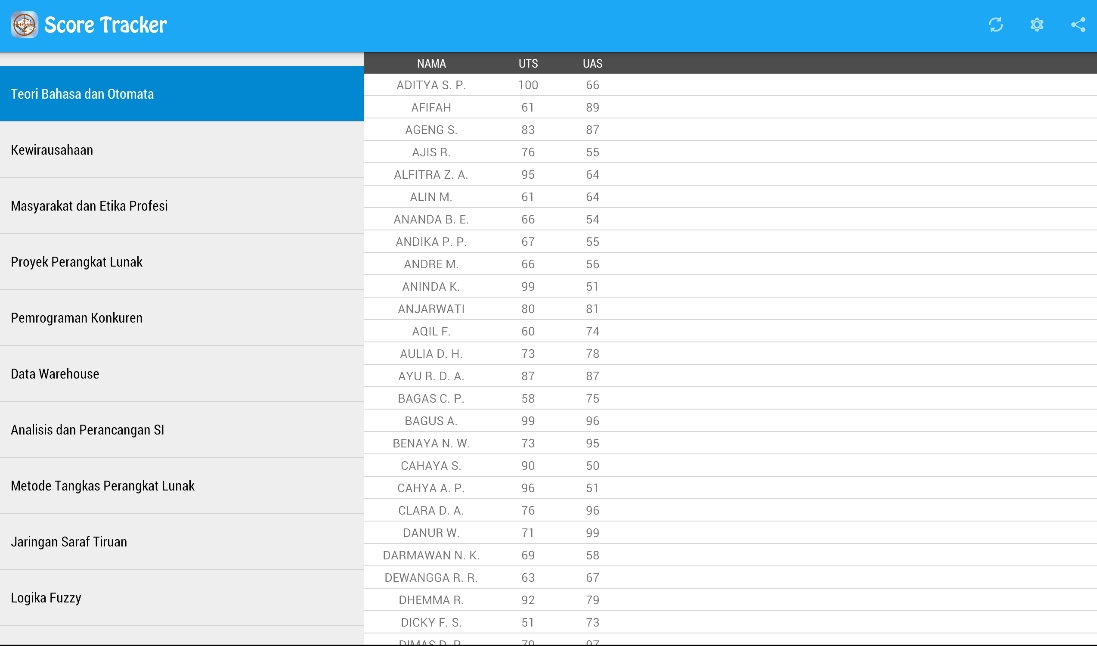 Score Tracker
Teori Bahasa dan Otomata
Kewirausahaan
Masyarakat dan Etika Profesi
Proyek Perangkat Lunak
Pemrograman Konkuren
Data Warehouse
Analisis dan Perancangan SI
Metode Tangkas Perangkat Lunak
Jaringan Saraf Tiruan
Logika Fuzzy
NAMA UTS UAS
ADITYA S. P. 100 66
AFIFAH 61 89
AGENG S. 83 87
AJIS R. 76 55
ALFITRA Z. A. 95 64
ALIN M. 61 64
ANANDA B. E. 66 54
ANDIKA P. P. 67 55
ANDRE M. 66 56
ANINDA K. 99 51
ANJARWATI 80 81
AQIL F. 60 74
AULIA D. H. 73 78
AYU R. D. A. 87 87
BAGAS C. P. 58 75
BAGUS A. 99 96
BENAYA N. W. 73 95
CAHAYA S. 90 50
CAHYA A. P. 96 51
CLARA D. A. 76 96
DANUR W. 71 99
DARMAWAN N. K. 69 58
DEWANGGA R. R. 63 67
DHEMMA R. 92 79
DICKY F. S. 51 73
DIMAS D.